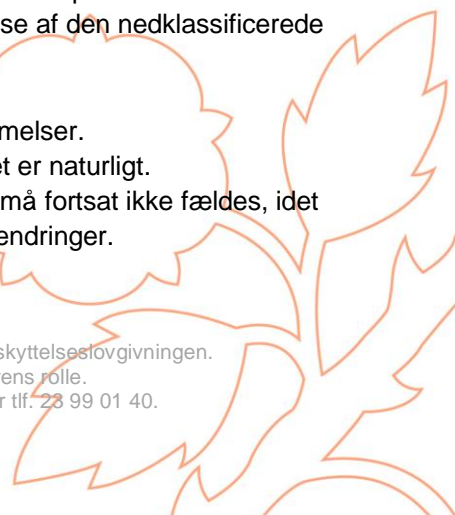 se af den nedklassificerede
melser.
et er naturligt.
må fortsat ikke fældes, idet
endringer.
skyttelseslovgivningen.
ens rolle.
r tlf. 23 99 01 40.